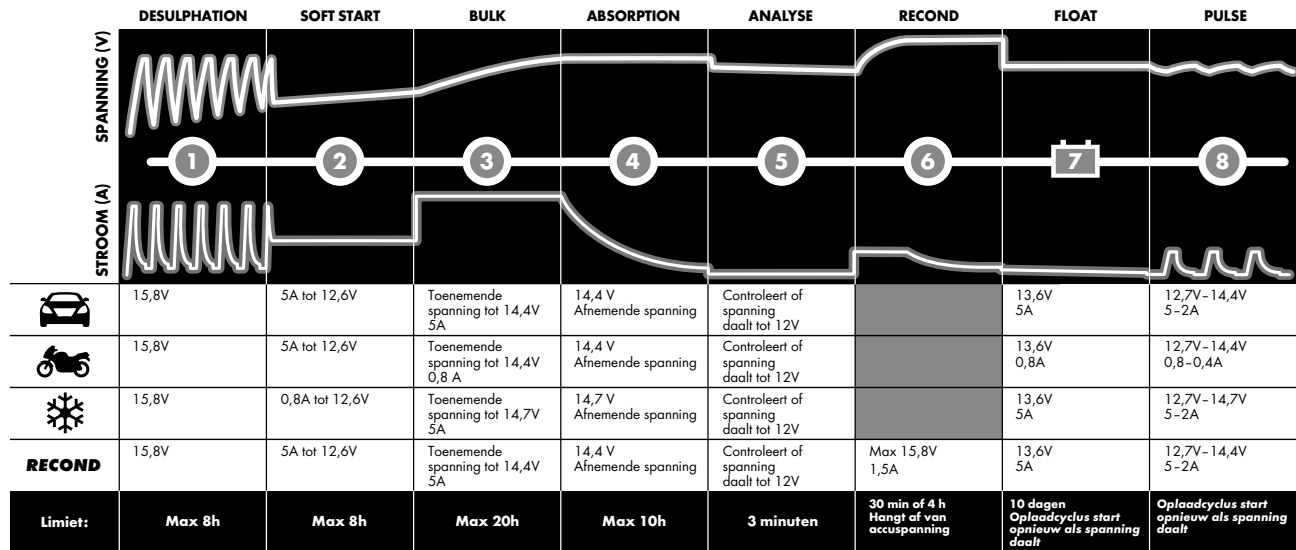 DESULPHATION SOFT START BULK ABSORPTION ANALYSE RECOND FLOAT PULSE
SPANNING (V)
1 2 3 4 5 6 7 8
STROOM (A)
15,8V
5A tot 12,6V
Toenemende
spanning tot 14,4V
5A
14,4 V
Afnemende spanning
Controleert of
spanning
daalt tot 12V
13,6V
5A
12,7V–14,4V
5–2A
15,8V
5A tot 12,6V
Toenemende
spanning tot 14,4V
0,8 A
14,4 V
Afnemende spanning
Controleert of
spanning
daalt tot 12V
13,6V
0,8A
12,7V–14,4V
0,8–0,4A
15,8V
0,8A tot 12,6V
Toenemende
spanning tot 14,7V
5A
14,7 V
Afnemende spanning
Controleert of
spanning
daalt tot 12V
13,6V
5A
12,7V–14,7V
5–2A
RECOND
15,8V
5A tot 12,6V
Toenemende
spanning tot 14,4V
5A
14,4 V
Afnemende spanning
Controleert of
spanning
daalt tot 12V
Max 15,8V
1,5A
13,6V
5A
12,7V–14,4V
5–2A
Limiet:
Max 8h
Max 8h
Max 20h
Max 10h
3 minuten
30 min of 4 h
Hangt af van
accuspanning
10 dagen
Oplaadcyclus start
opnieuw als spanning
daalt
Oplaadcyclus start
opnieuw als spanning
daalt